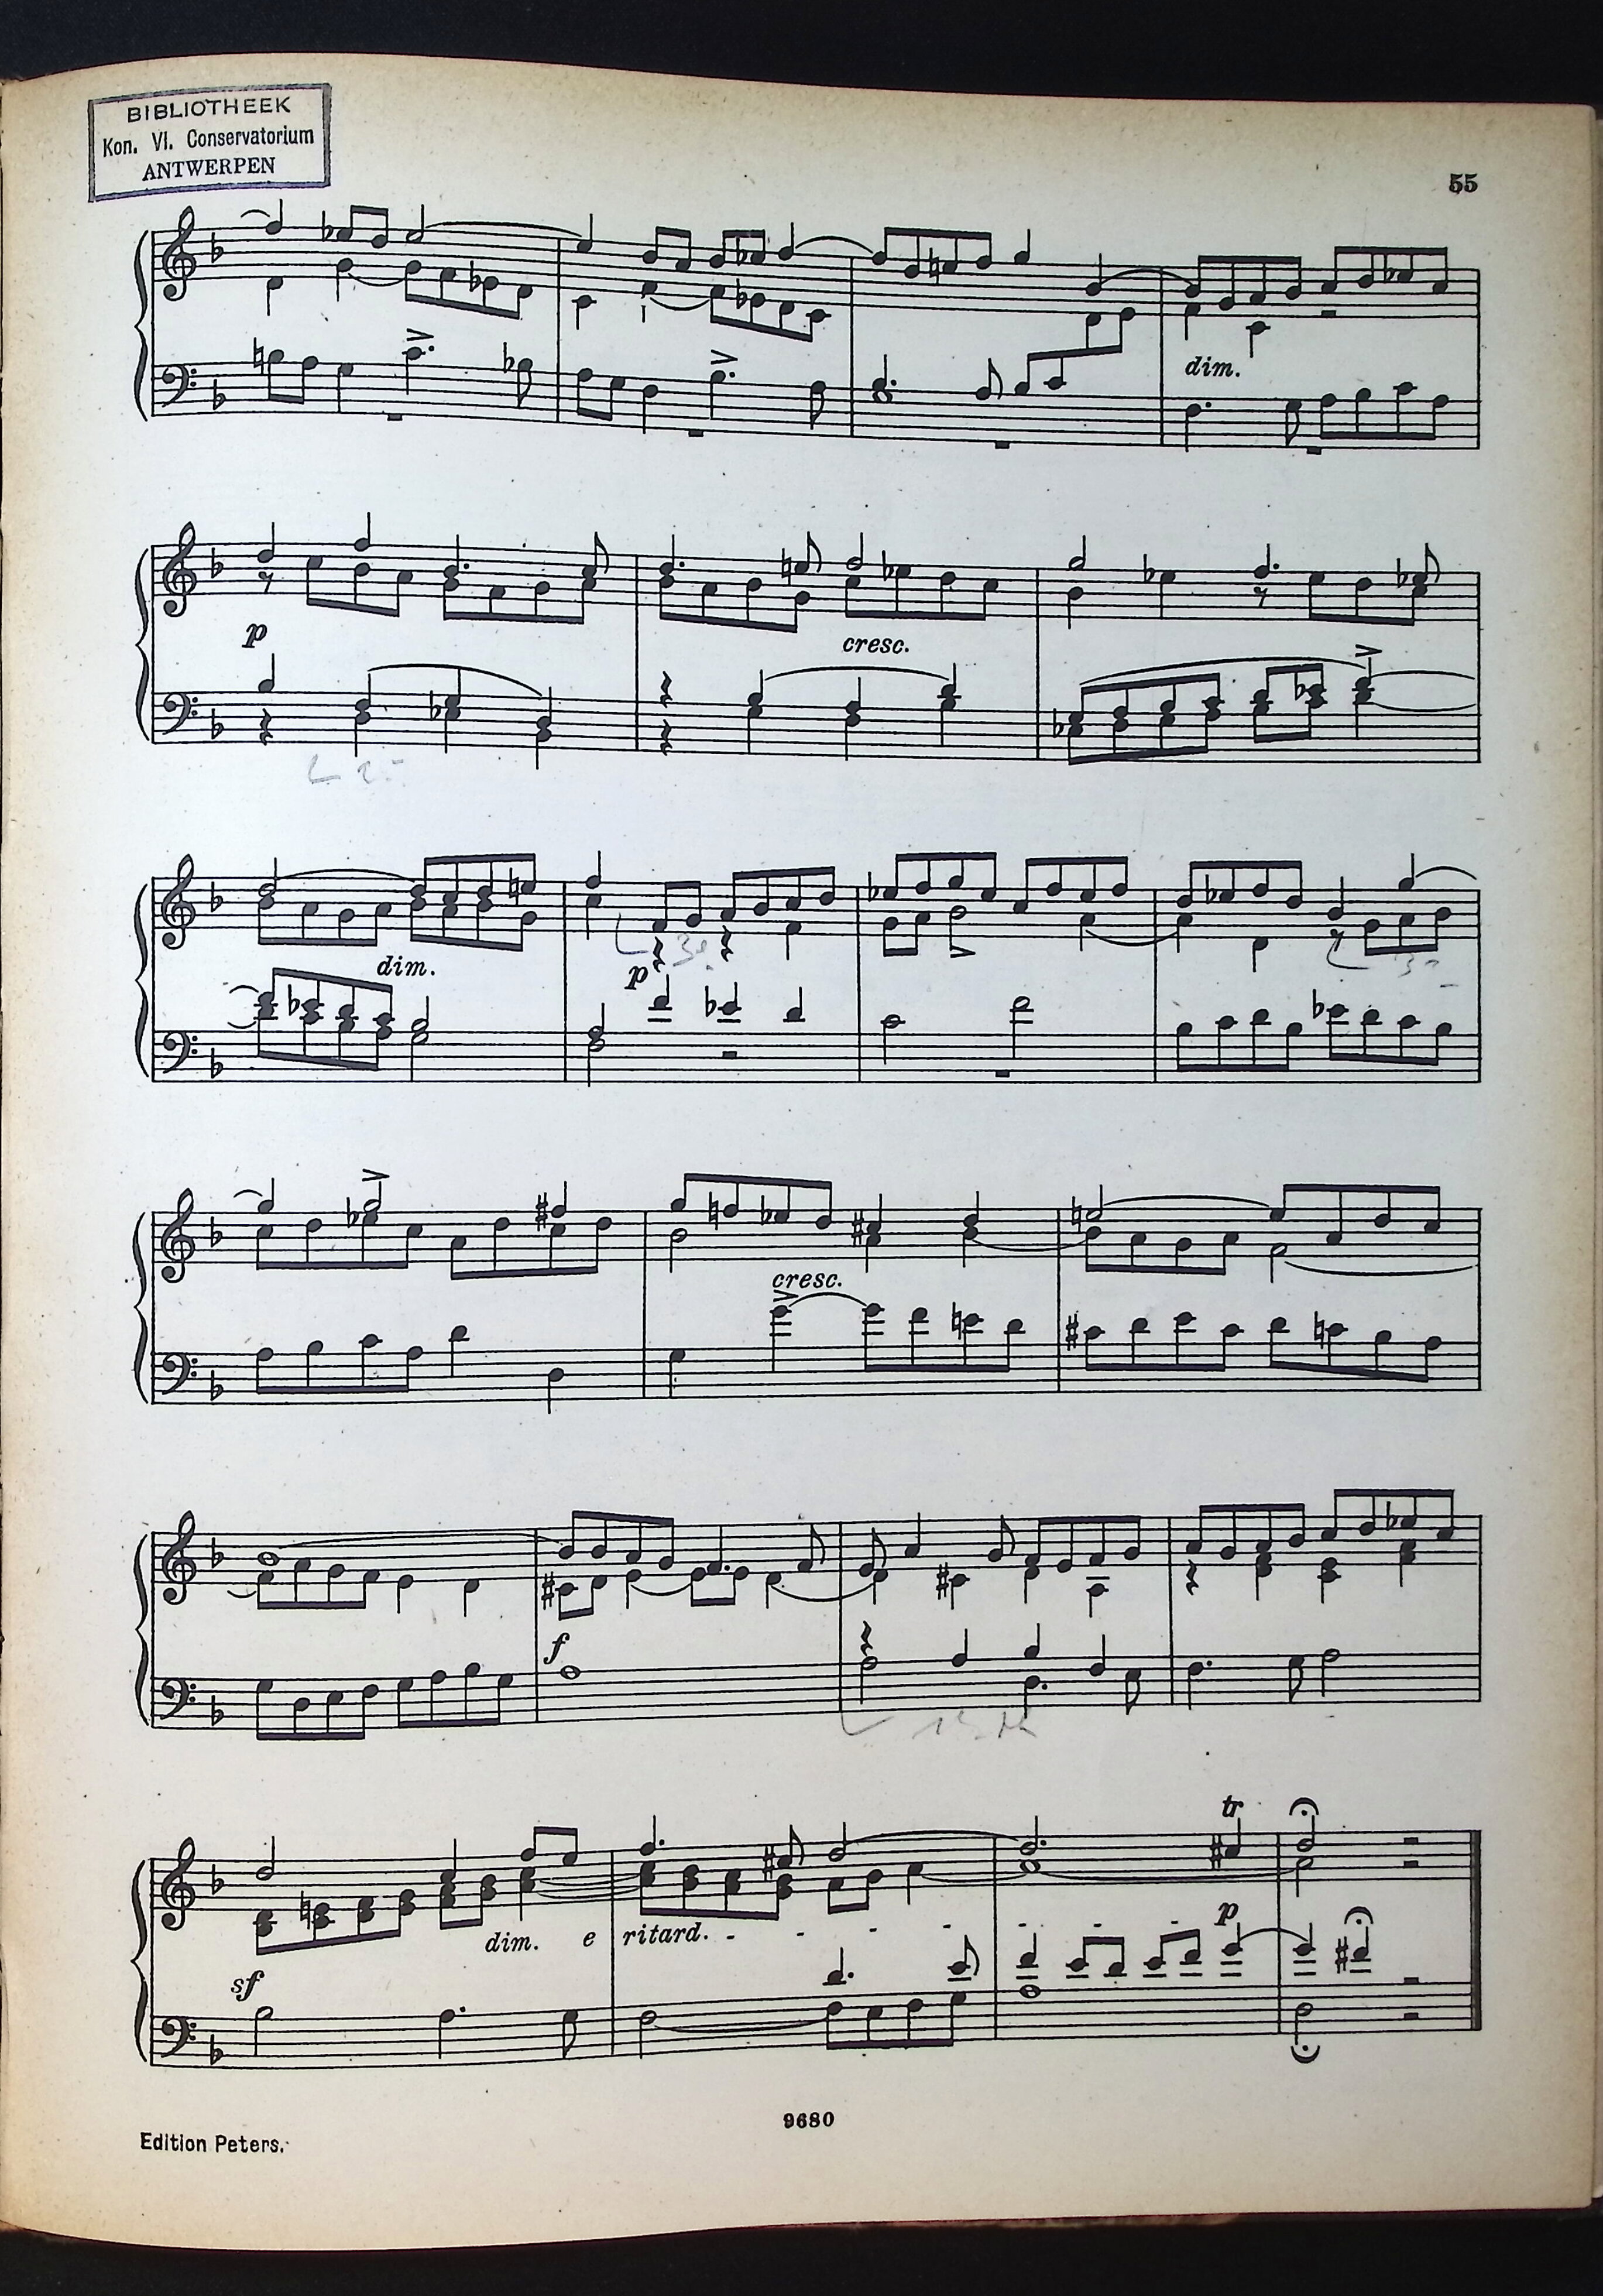 BIBLIOTHEEK
Kon. Vl. Conservatorium
ANTWERPEN
55
dim.
p
cresc.
dim.
p
cresc.
f
tr
p
dim. e ritard. - - - - - -
sf
9680
Edition Peters.